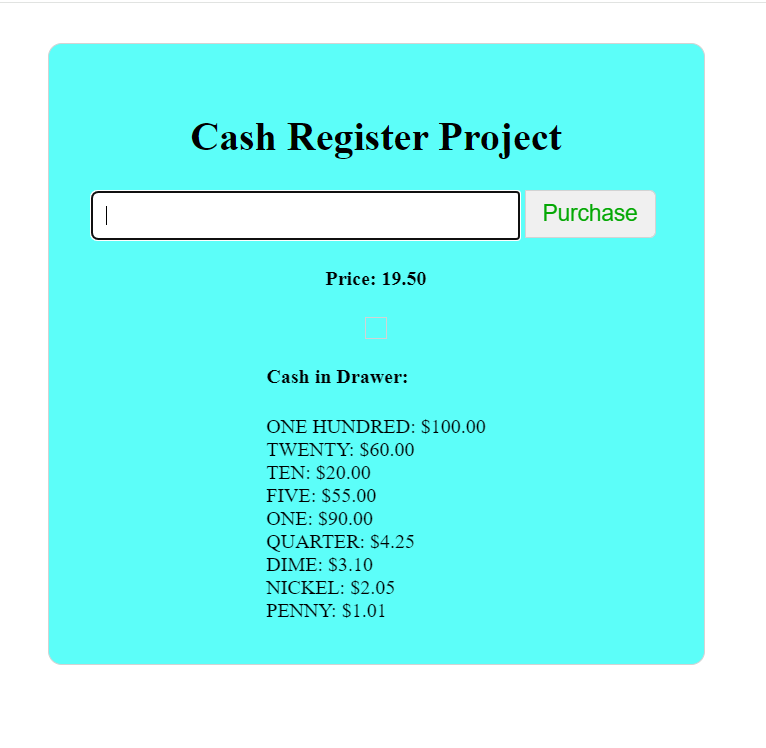 Cash Register Project
Purchase
Price: 19.50
Cash in Drawer:
ONE HUNDRED: $100.00
TWENTY: $60.00
TEN: $20.00
FIVE: $55.00
ONE: $90.00
QUARTER: $4.25
DIME: $3.10
NICKEL: $2.05
PENNY: $1.01